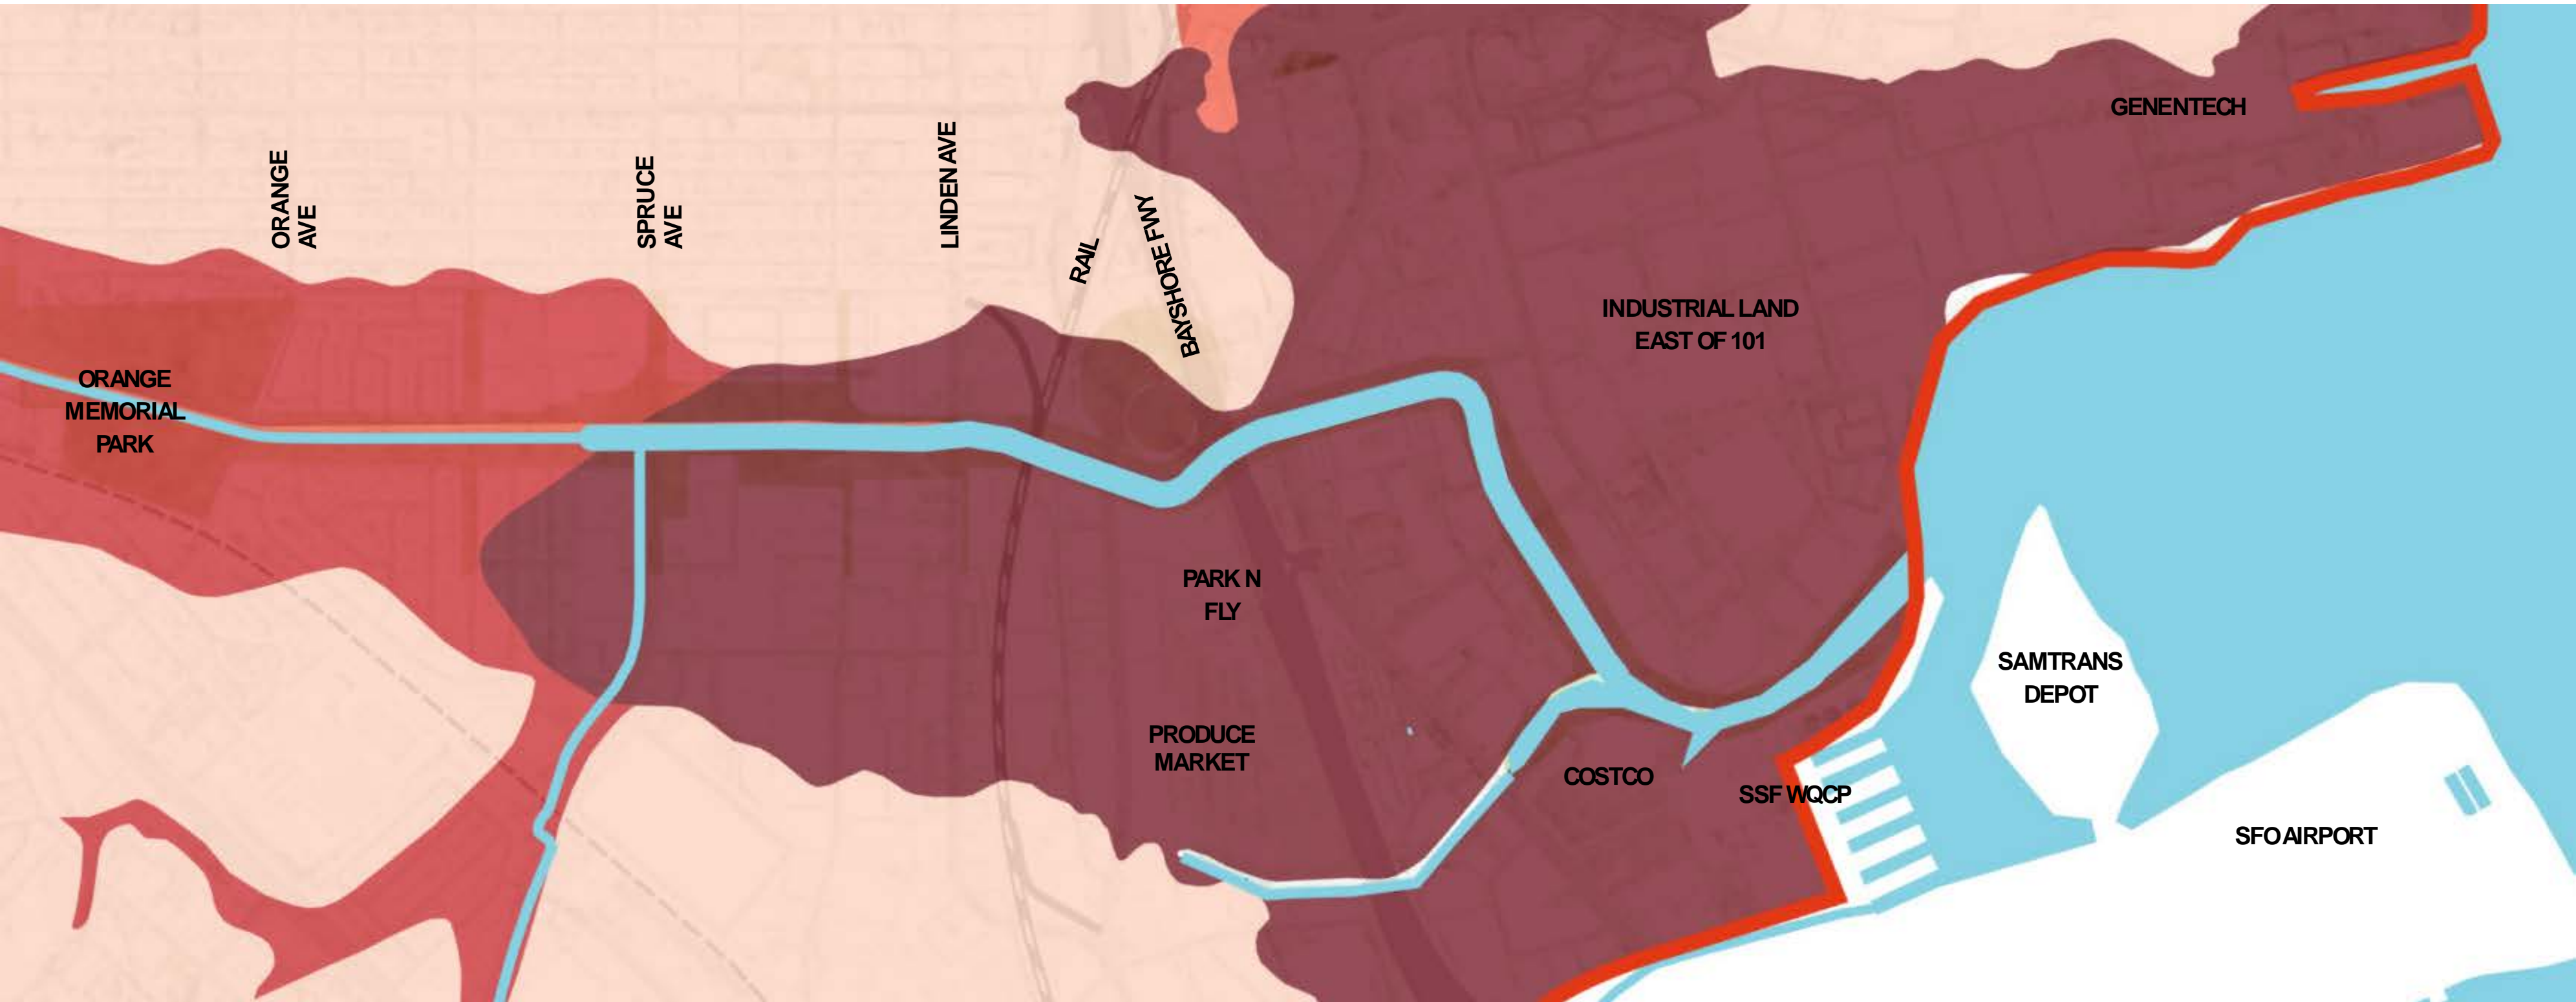 GENENTECH
ORANGE
AVE
SPRUCE
AVE
LINDEN AVE
RAIL
BAYSHORE FWY
INDUSTRIAL LAND
EAST OF 101
ORANGE
MEMORIAL
PARK
PARK N
FLY
SAMTRANS
DEPOT
PRODUCE
MARKET
COSTCO
SSF WQCP
SFO AIRPORT